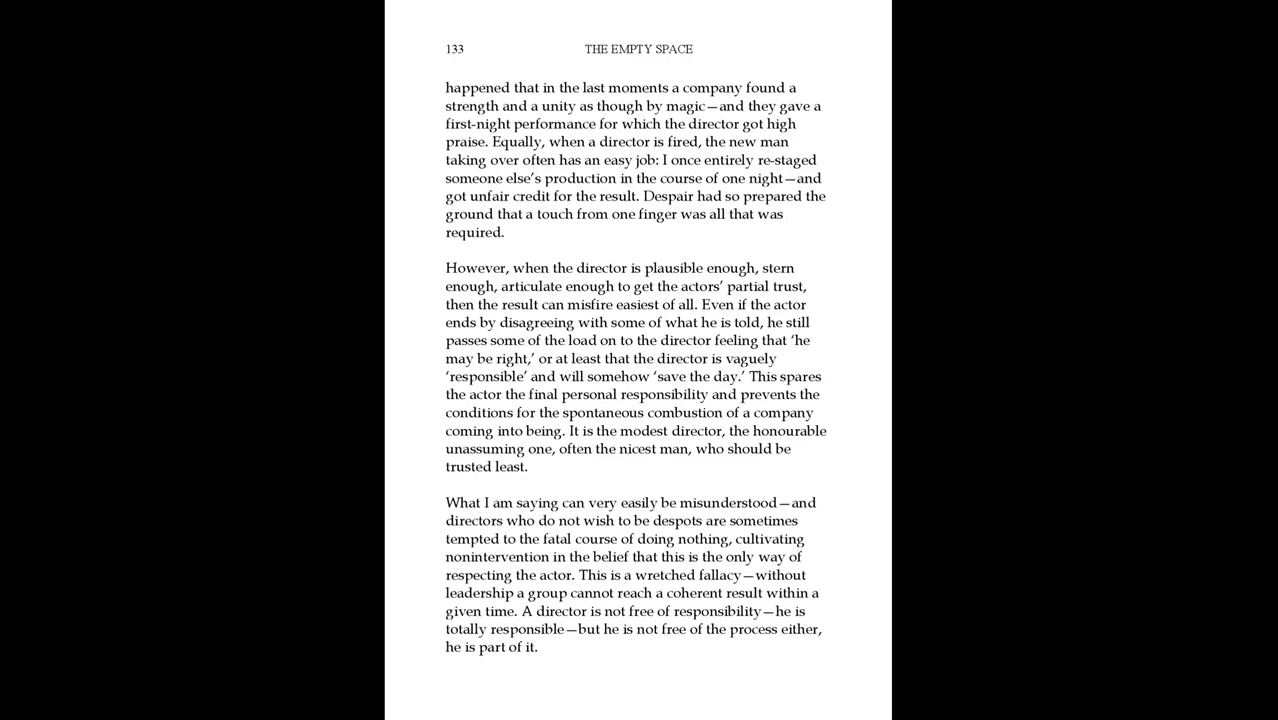 133 THE EMPTY SPACE
happened that in the last moments a company found a
strength and a unity as though by magic—and they gave a
first-night performance for which the director got high
praise. Equally, when a director is fired, the new man
taking over often has an easy job: I once entirely re-staged
someone else’s production in the course of one night—and
got unfair credit for the result. Despair had so prepared the
ground that a touch from one finger was all that was
required.
However, when the director is plausible enough, stern
enough, articulate enough to get the actors’ partial trust,
then the result can misfire easiest of all. Even if the actor
ends by disagreeing with some of what he is told, he still
passes some of the load on to the director feeling that ‘he
may be right,’ or at least that the director is vaguely
‘responsible’ and will somehow ‘save the day.’ This spares
the actor the final personal responsibility and prevents the
conditions for the spontaneous combustion of a company
coming into being. It is the modest director, the honourable
unassuming one, often the nicest man, who should be
trusted least.
What I am saying can very easily be misunderstood—and
directors who do not wish to be despots are sometimes
tempted to the fatal course of doing nothing, cultivating
nonintervention in the belief that this is the only way of
respecting the actor. This is a wretched fallacy—without
leadership a group cannot reach a coherent result within a
given time. A director is not free of responsibility—he is
totally responsible—but he is not free of the process either,
he is part of it.